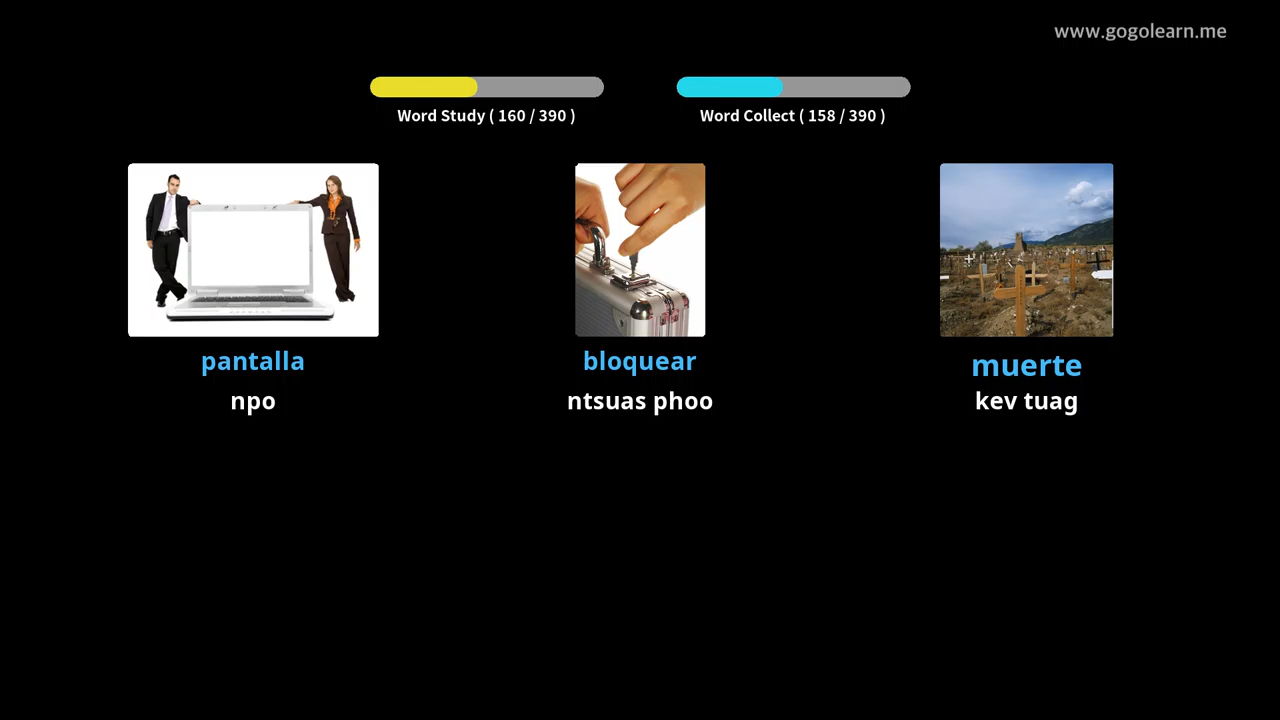 www.gogolearn.me
Word Study ( 160 / 390 )
Word Collect ( 158 / 390 )
pantalla
npo
bloquear
ntsuas phoo
muerte
kev tuag